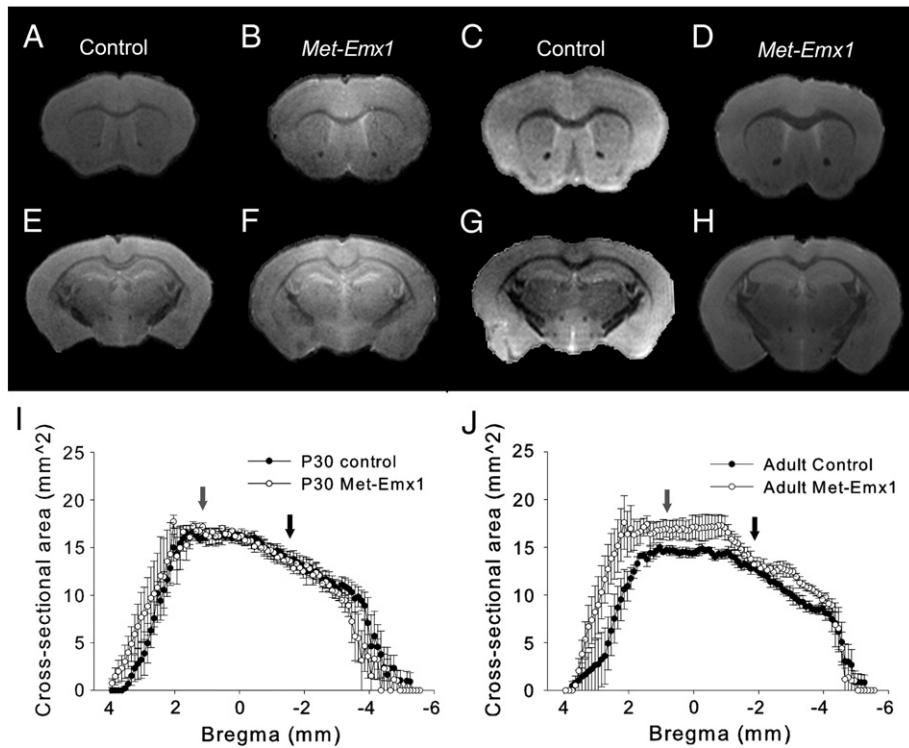 A Control B Met-Emx1 C Control D Met-Emx1
E F G H
I
P30 control
P30 Met-Emx1
Cross-sectional area (mm^2)
25
20
15
10
5
0
4 2 0 -2 -4 -6
Bregma (mm)
J
Adult Control
Adult Met-Emx1
Cross-sectional area (mm^2)
25
20
15
10
5
0
4 2 0 -2 -4 -6
Bregma (mm)